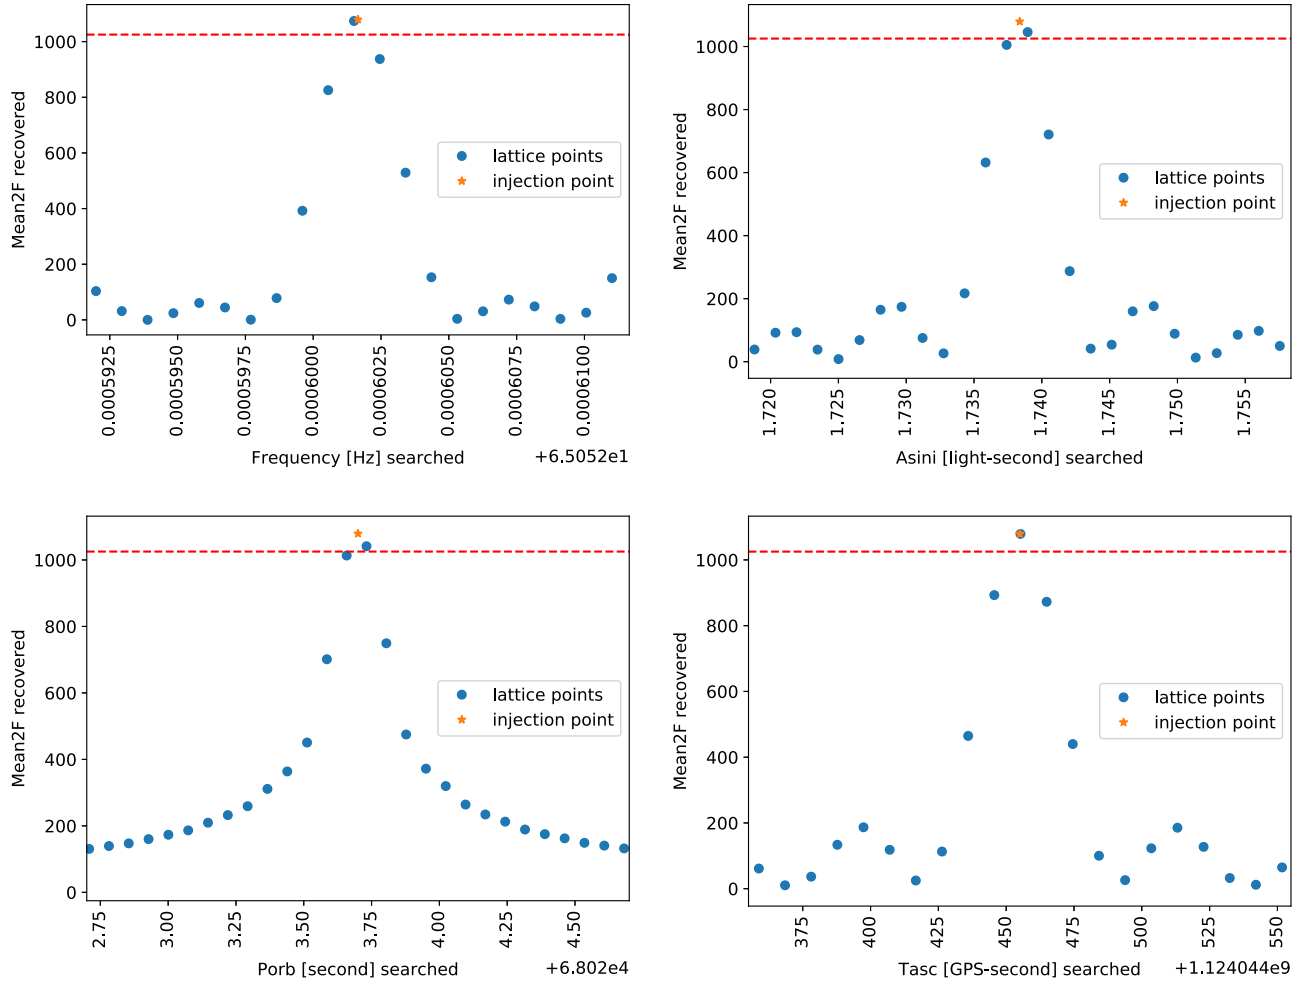 1000
800
600
400
200
0
Mean2F recovered
lattice points
injection point
0.0005925
0.0005950
0.0005975
0.0006000
0.0006025
0.0006050
0.0006075
0.0006100
Frequency [Hz] searched
+6.5052e1
1000
800
600
400
200
0
Mean2F recovered
lattice points
injection point
1.720
1.725
1.730
1.735
1.740
1.745
1.750
1.755
Asini [light-second] searched
1000
800
600
400
200
0
Mean2F recovered
lattice points
injection point
2.75
3.00
3.25
3.50
3.75
4.00
4.25
4.50
Porb [second] searched
+6.802e4
1000
800
600
400
200
0
Mean2F recovered
lattice points
injection point
375
400
425
450
475
500
525
550
Tasc [GPS-second] searched
+1.124044e9